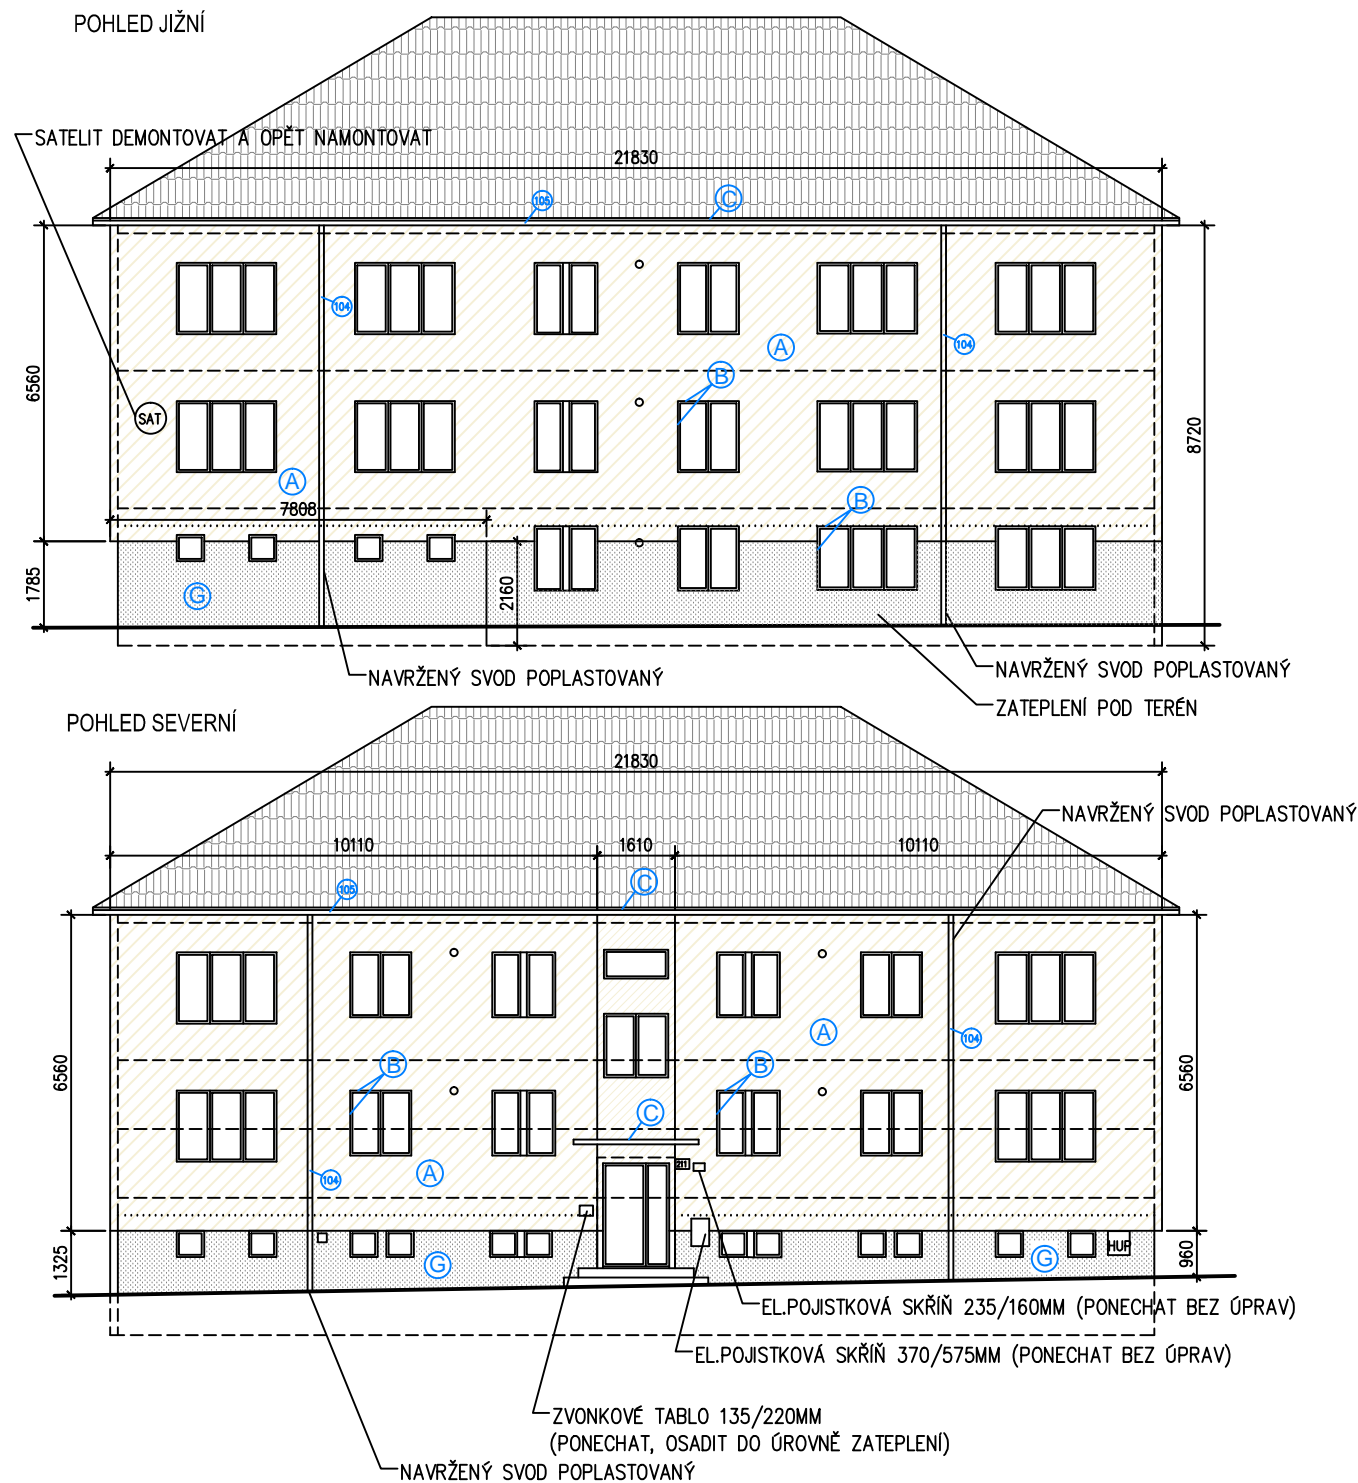 POHLED JIŽNÍ
SATELIT DEMONTOVAT A OPĚT NAMONTOVAT
21830
105
C
104
A
104
B
6560
SAT
8720
A
7808
B
1785
G
2160
NAVRŽENÝ SVOD POPLASTOVANÝ
NAVRŽENÝ SVOD POPLASTOVANÝ
ZATEPLENÍ POD TERÉN
POHLED SEVERNÍ
21830
NAVRŽENÝ SVOD POPLASTOVANÝ
10110
1610
10110
105
C
A
104
6560
B
B
6560
C
A
104
211
1325
G
G
HUP
960
EL.POJISTKOVÁ SKŘÍŇ 235/160MM (PONECHAT BEZ ÚPRAV)
EL.POJISTKOVÁ SKŘÍŇ 370/575MM (PONECHAT BEZ ÚPRAV)
ZVONKOVÉ TABLO 135/220MM
(PONECHAT, OSADIT DO ÚROVNĚ ZATEPLENÍ)
NAVRŽENÝ SVOD POPLASTOVANÝ